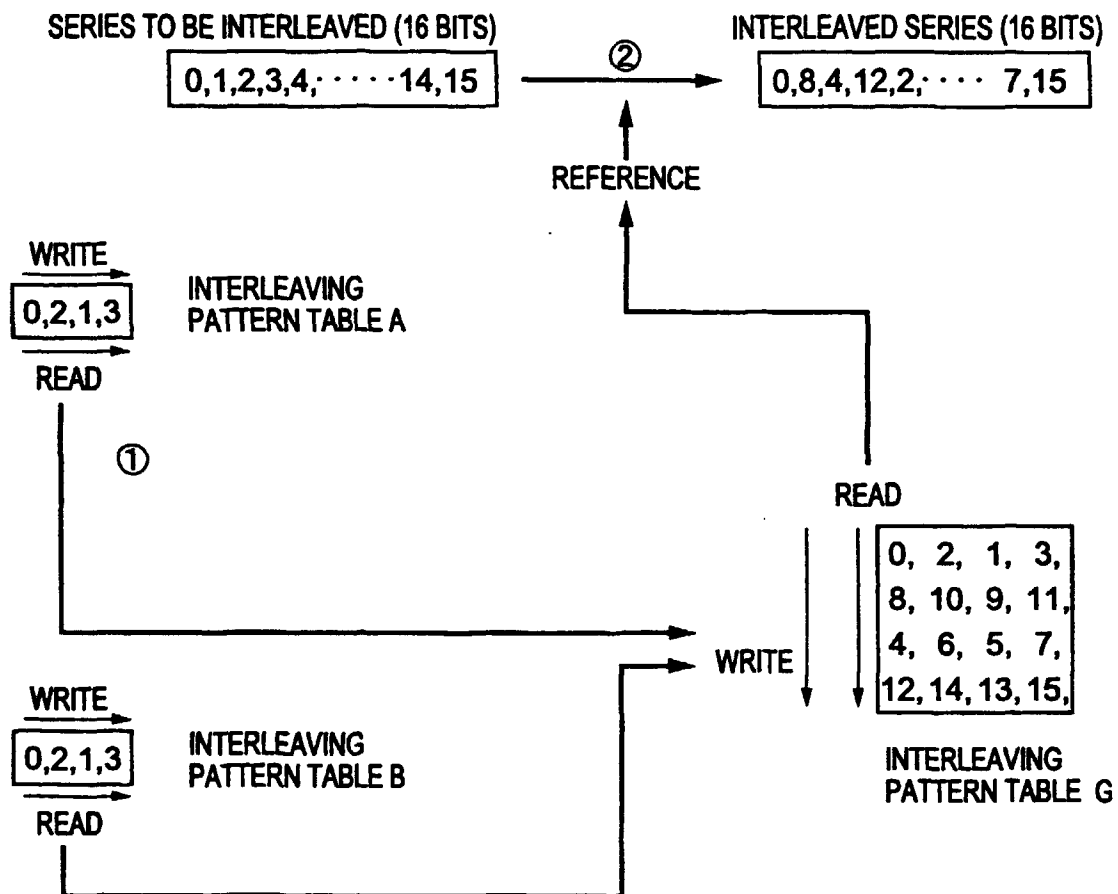 SERIES TO BE INTERLEAVED (16 BITS)
0,1,2,3,4,·····14,15
②
INTERLEAVED SERIES (16 BITS)
0,8,4,12,2,···· 7,15
REFERENCE
WRITE
0,2,1,3
READ
INTERLEAVING
PATTERN TABLE A
①
READ
WRITE
0, 2, 1, 3,
8, 10, 9, 11,
4, 6, 5, 7,
12, 14, 13, 15,
INTERLEAVING
PATTERN TABLE G
WRITE
0,2,1,3
READ
INTERLEAVING
PATTERN TABLE B